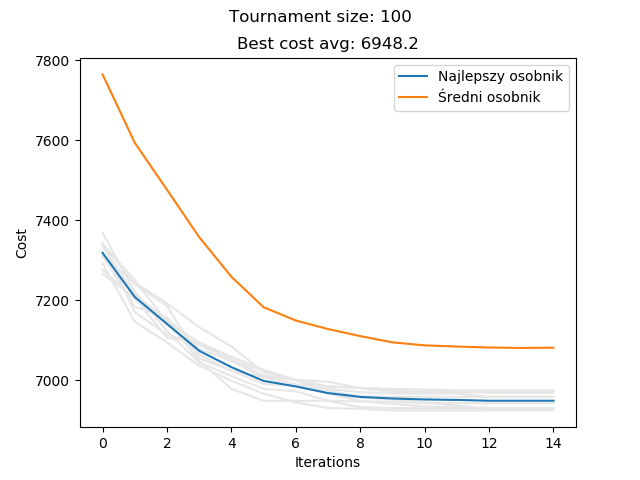 Tournament size: 100
Best cost avg: 6948.2
7800
7600
7400
7200
7000
Cost
Najlepszy osobnik
Średni osobnik
0 2 4 6 8 10 12 14
Iterations